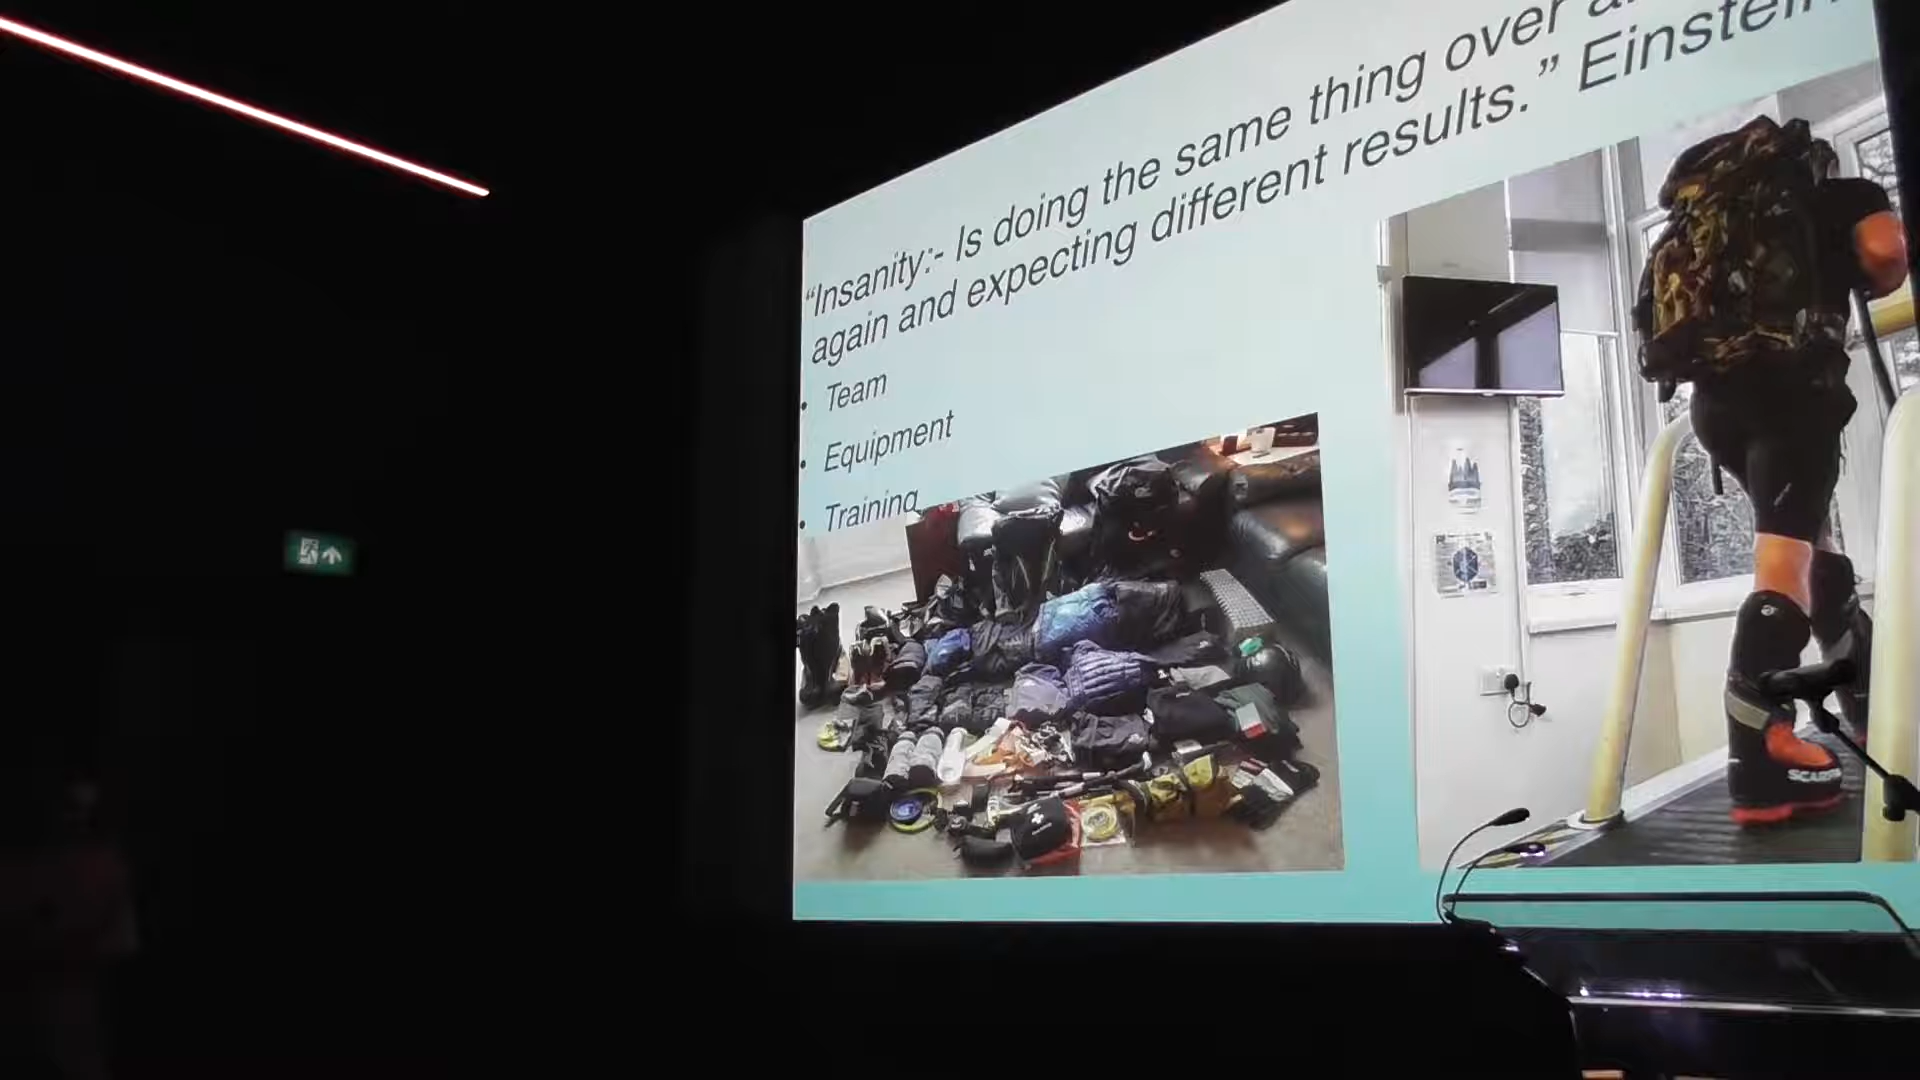 “Insanity:- Is doing the same thing over
again and expecting different results.” Einstein
• Team
• Equipment
• Training
SCARPA